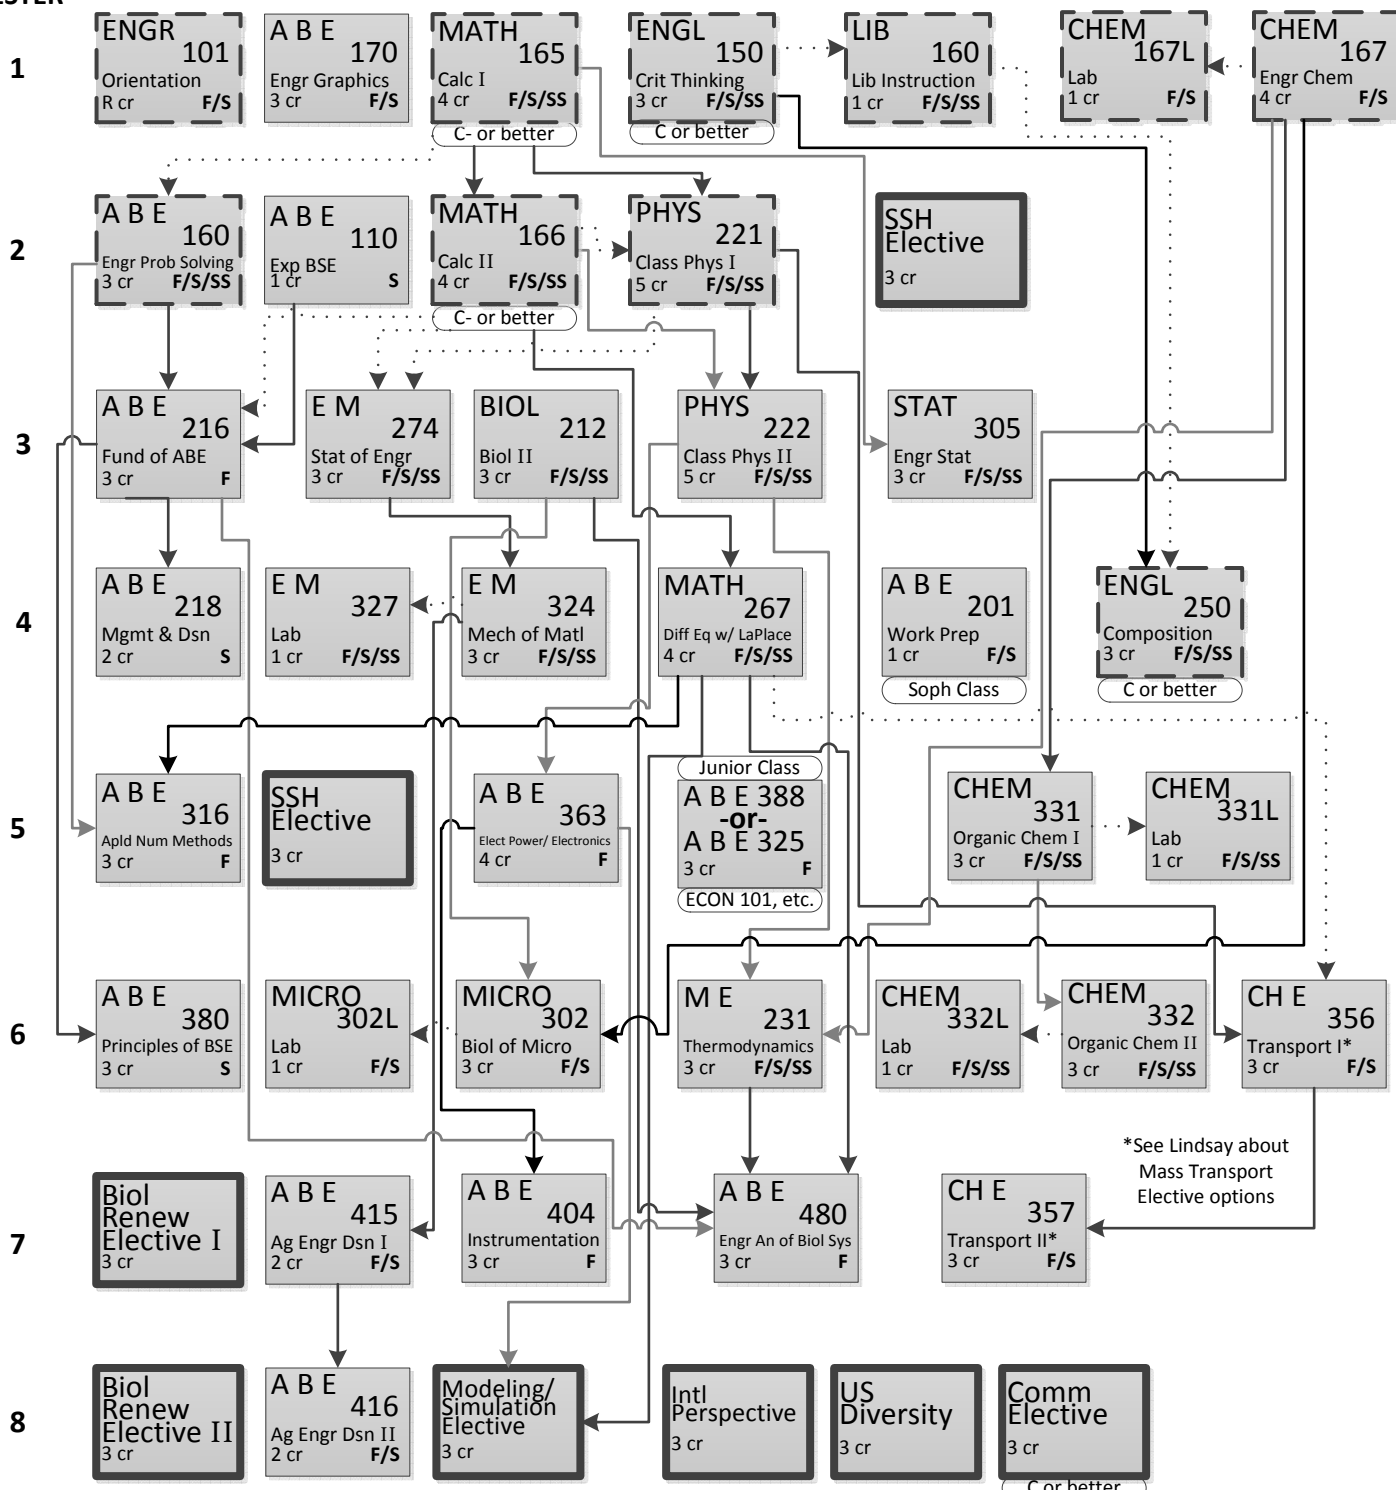 1
ENGR
101
Orientation
R cr F/S
A B E
170
Engr Graphics
3 cr F/S
MATH
165
Calc I
4 cr F/S/SS
C- or better
ENGL
150
Crit Thinking
3 cr F/S/SS
C or better
LIB
160
Lib Instruction
1 cr F/S/SS
CHEM
167L
Lab
1 cr F/S
CHEM
167
Engr Chem
4 cr F/S
2
A B E
160
Engr Prob Solving
3 cr F/S/SS
A B E
110
Exp BSE
1 cr S
MATH
166
Calc II
4 cr F/S/SS
C- or better
PHYS
221
Class Phys I
5 cr F/S/SS
SSH
Elective
3 cr
3
A B E
216
Fund of ABE
3 cr F
E M
274
Stat of Engr
3 cr F/S/SS
BIOL
212
Biol II
3 cr F/S/SS
PHYS
222
Class Phys II
5 cr F/S/SS
STAT
305
Engr Stat
3 cr F/S/SS
4
A B E
218
Mgmt & Dsn
2 cr S
E M
327
Lab
1 cr F/S/SS
E M
324
Mech of Matl
3 cr F/S/SS
MATH
267
Diff Eq w/ LaPlace
4 cr F/S/SS
A B E
201
Work Prep
1 cr F/S
Soph Class
ENGL
250
Composition
3 cr F/S/SS
C or better
5
A B E
316
Apld Num Methods
3 cr F
SSH
Elective
3 cr
A B E
363
Elect Power/ Electronics
4 cr F
Junior Class
A B E 388
-or-
A B E 325
3 cr F
ECON 101, etc.
CHEM
331
Organic Chem I
3 cr F/S/SS
CHEM
331L
Lab
1 cr F/S/SS
6
A B E
380
Principles of BSE
3 cr S
MICRO
302L
Lab
1 cr F/S
MICRO
302
Biol of Micro
3 cr F/S
M E
231
Thermodynamics
3 cr F/S/SS
CHEM
332L
Lab
1 cr F/S/SS
CHEM
332
Organic Chem II
3 cr F/S/SS
CH E
356
Transport I*
3 cr F/S
*See Lindsay about
Mass Transport
Elective options
7
Biol
Renew
Elective I
3 cr
A B E
415
Ag Engr Dsn I
2 cr F/S
A B E
404
Instrumentation
3 cr F
A B E
480
Engr An of Biol Sys
3 cr F
CH E
357
Transport II*
3 cr F/S
8
Biol
Renew
Elective II
3 cr
A B E
416
Ag Engr Dsn II
2 cr F/S
Modeling/
Simulation
Elective
3 cr
Intl
Perspective
3 cr
US
Diversity
3 cr
Comm
Elective
3 cr
C or better